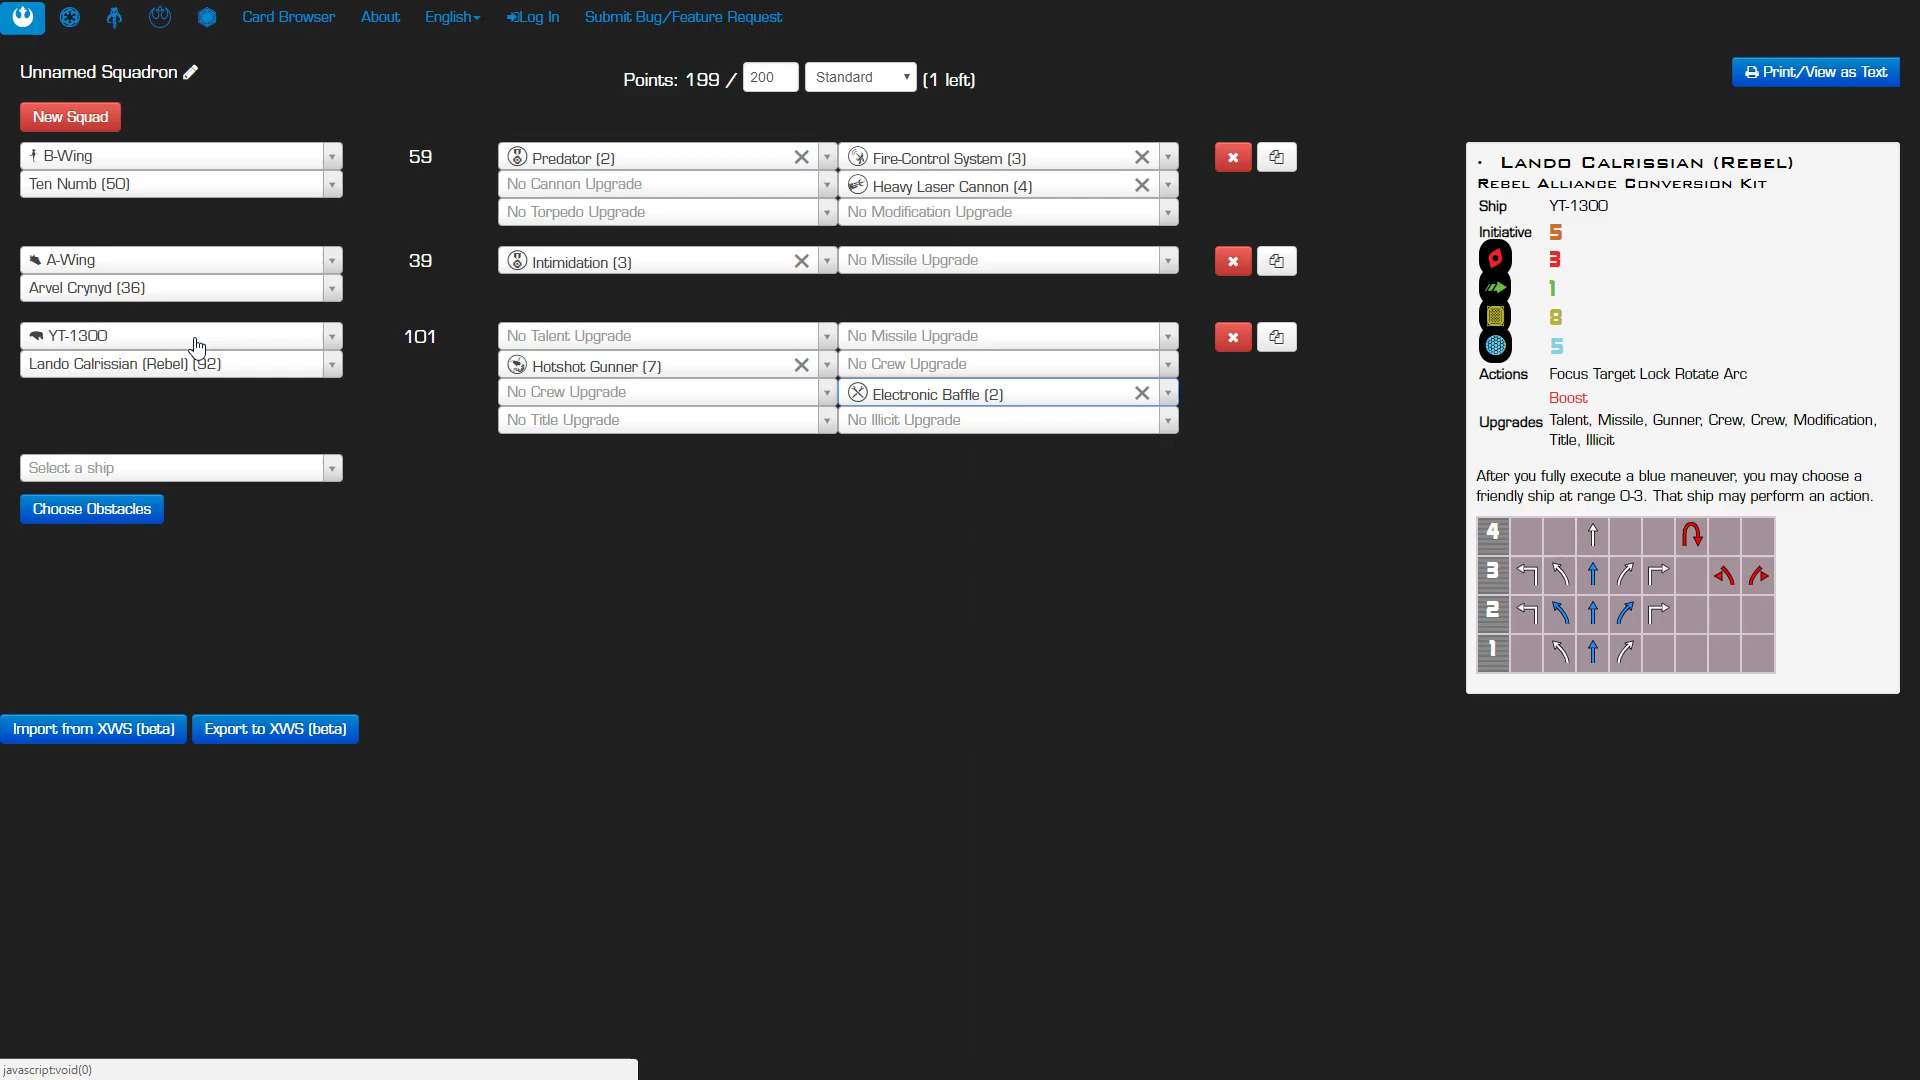 Card Browser About English Log In Submit Bug/Feature Request
Unnamed Squadron
Points: 199 / 200 Standard (1 left)
Print/View as Text
New Squad
B-Wing 59 Predator (2) Fire-Control System (3)
Ten Numb (50) No Cannon Upgrade Heavy Laser Cannon (4)
No Torpedo Upgrade No Modification Upgrade
A-Wing 39 Intimidation (3) No Missile Upgrade
Arvel Crynyd (36)
YT-1300 101 No Talent Upgrade No Missile Upgrade
Lando Calrissian (Rebel) (92) Hotshot Gunner (7) No Crew Upgrade
No Crew Upgrade Electronic Baffle (2)
No Title Upgrade No Illicit Upgrade
Select a ship
Choose Obstacles
Import from XWS (beta) Export to XWS (beta)
· Lando Calrissian (Rebel)
Rebel Alliance Conversion Kit
Ship YT-1300
Initiative 5
3
1
8
5
Actions Focus Target Lock Rotate Arc
Boost
Upgrades Talent, Missile, Gunner, Crew, Crew, Modification,
Title, Illicit
After you fully execute a blue maneuver, you may choose a
friendly ship at range 0-3. That ship may perform an action.
4
3
2
1
javascript:void(0)